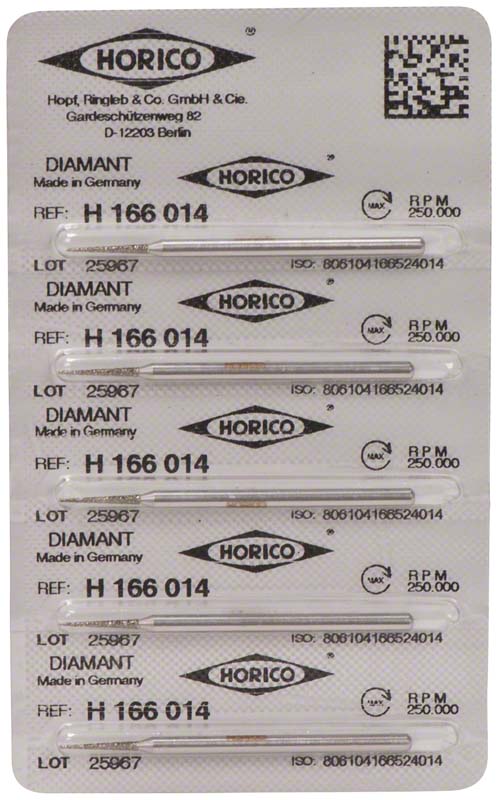 HORICO ®
Hopf, Ringleb & Co. GmbH & Cie.
Gardeschützenweg 82
D-12203 Berlin
DIAMANT HORICO ®
Made in Germany
REF: H 166 014 MAX RPM 250.000
LOT 25967 ISO: 806104166524014
DIAMANT HORICO ®
Made in Germany
REF: H 166 014 MAX RPM 250.000
LOT 25967 ISO: 806104166524014
DIAMANT HORICO ®
Made in Germany
REF: H 166 014 MAX RPM 250.000
LOT 25967 ISO: 806104166524014
DIAMANT HORICO ®
Made in Germany
REF: H 166 014 MAX RPM 250.000
LOT 25967 ISO: 806104166524014
DIAMANT HORICO ®
Made in Germany
REF: H 166 014 MAX RPM 250.000
LOT 25967 ISO: 806104166524014